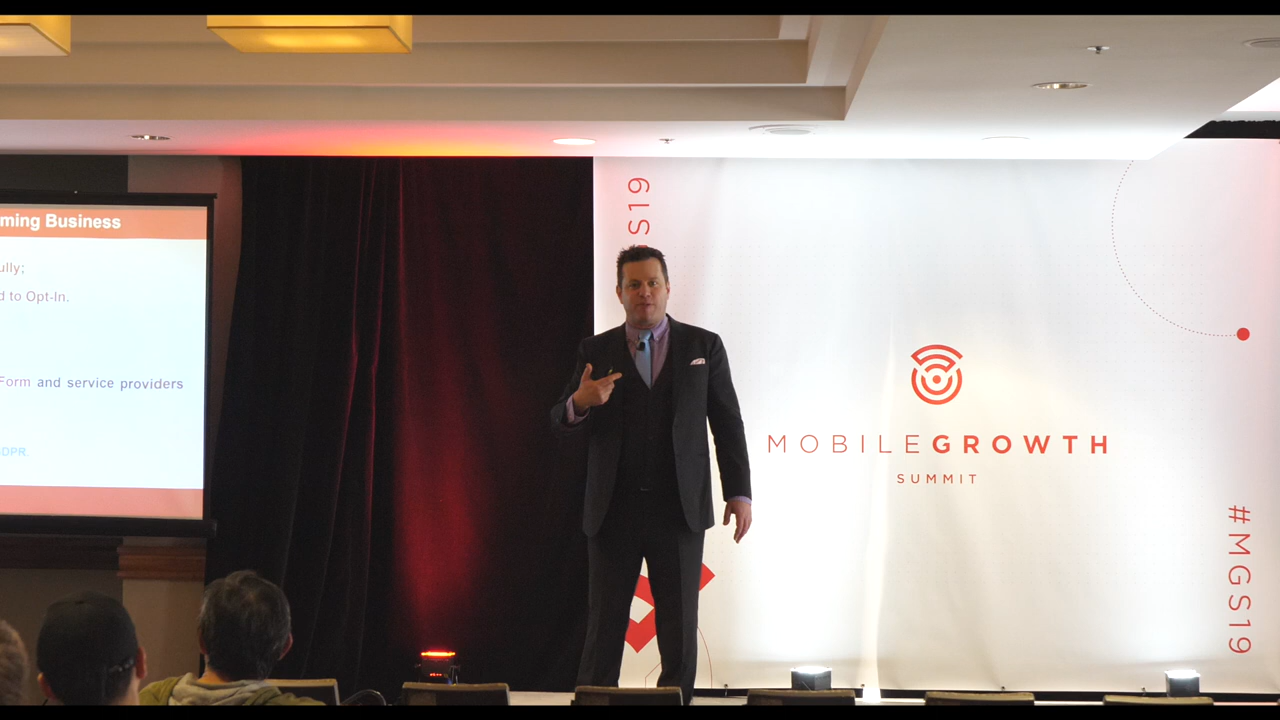 ming Business
ully;
d to Opt-In.
Form and service providers
DPR.
S19
MOBILEGROWTH
SUMMIT
#MGS19